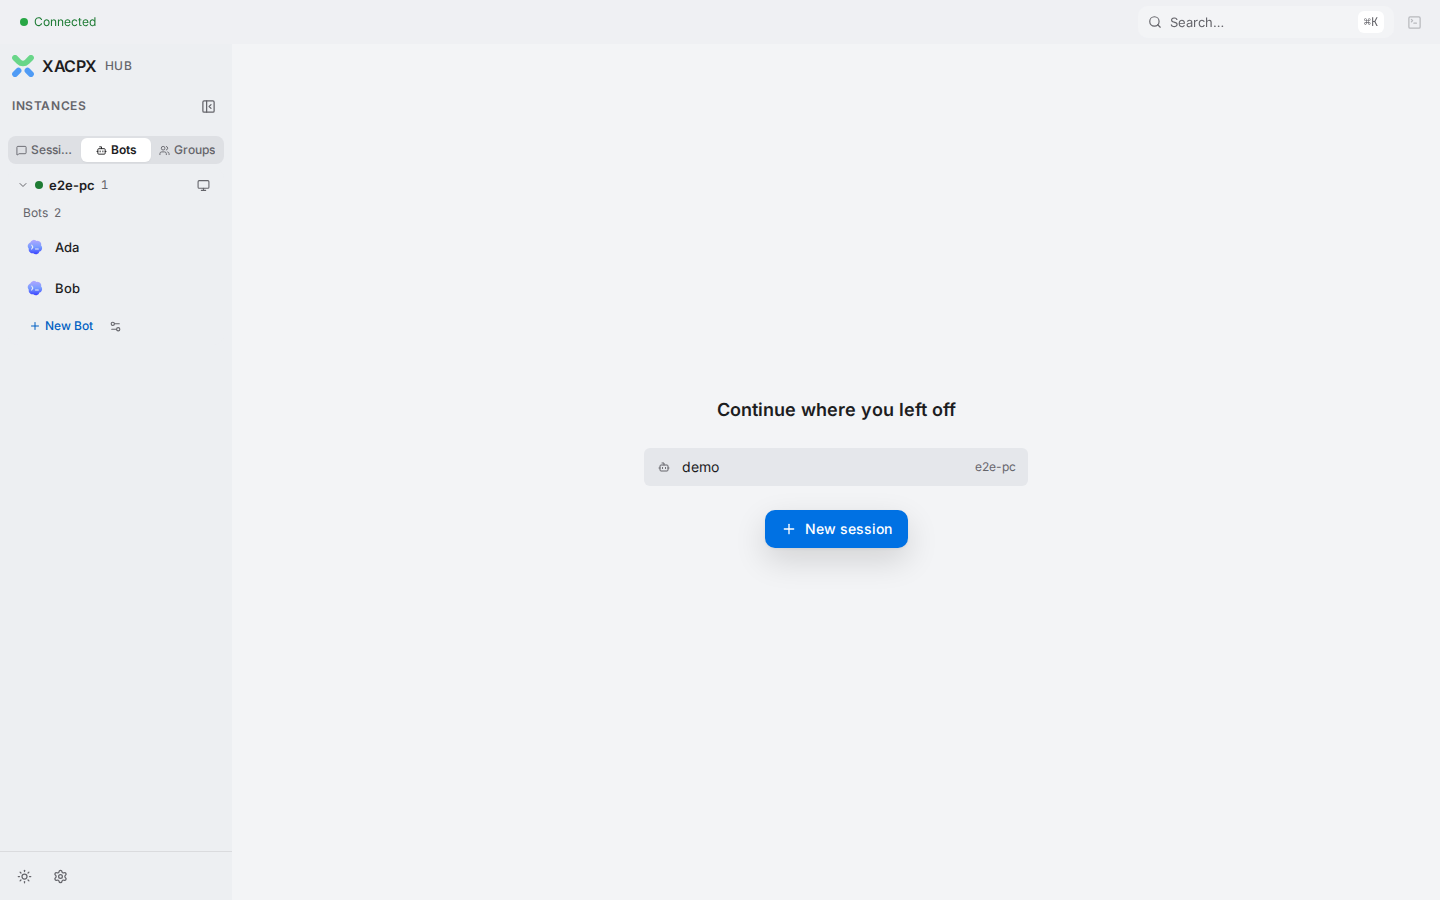 Connected
Search...
⌘K
XACPX HUB
INSTANCES
Sessi...
Bots
Groups
e2e-pc 1
Bots 2
Ada
Bob
New Bot
Continue where you left off
demo
e2e-pc
New session